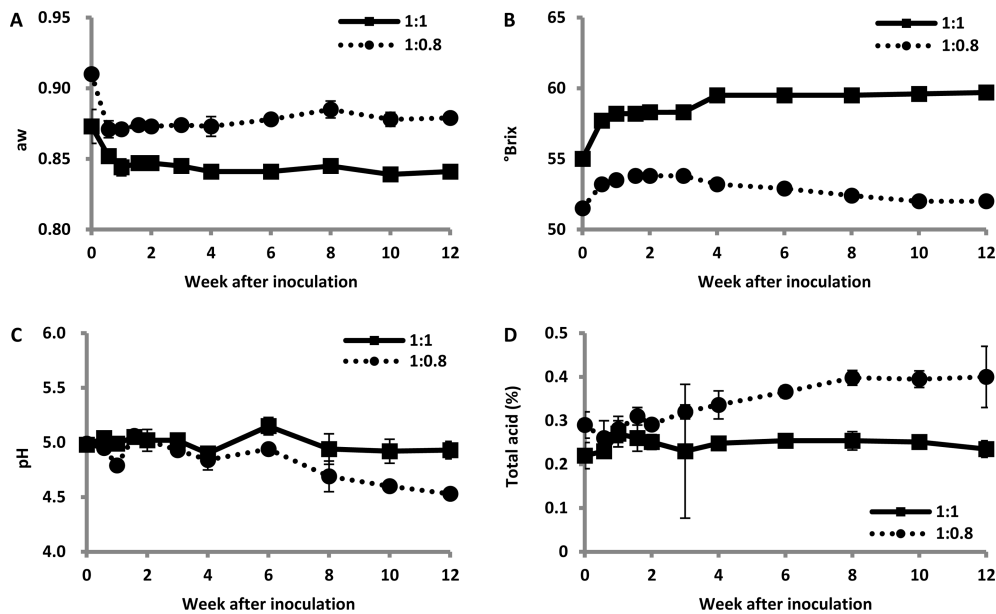 A
0.95
0.90
0.85
0.80
aw
1:1
1:0.8
0 2 4 6 8 10 12
Week after inoculation
B
65
60
55
50
°Brix
1:1
1:0.8
0 2 4 6 8 10 12
Week after inoculation
C
6.0
5.5
5.0
4.5
4.0
pH
1:1
1:0.8
0 2 4 6 8 10 12
Week after inoculation
D
0.5
0.4
0.3
0.2
0.1
0
Total acid (%)
1:1
1:0.8
0 2 4 6 8 10 12
Week after inoculation